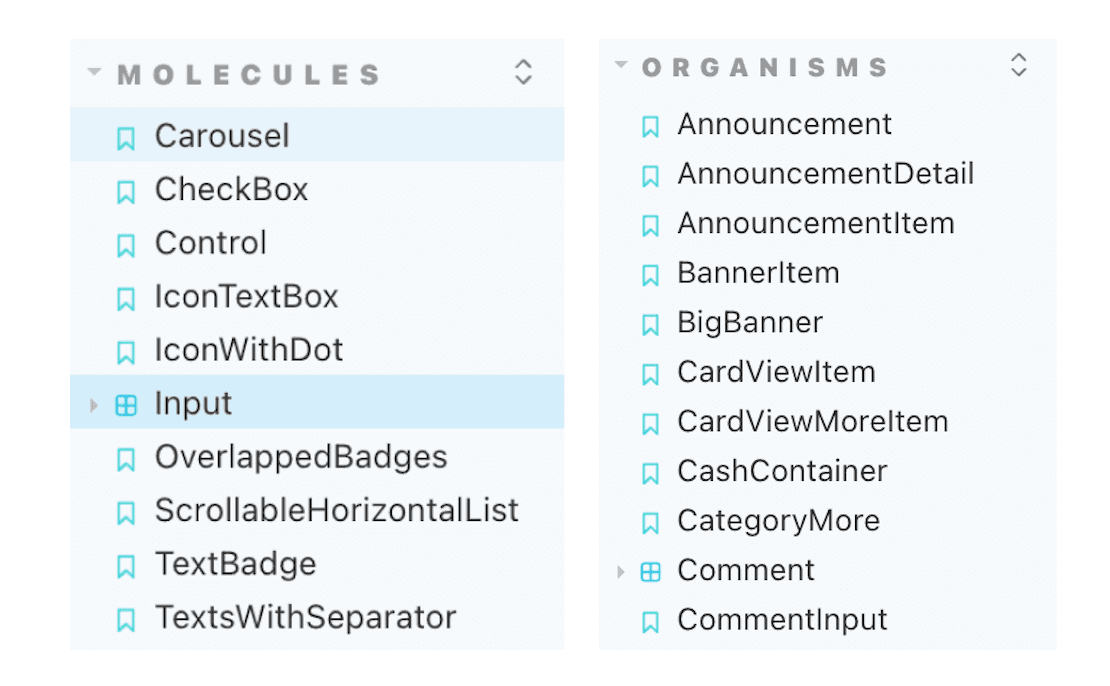 MOLECULES
Carousel
CheckBox
Control
IconTextBox
IconWithDot
Input
OverlappedBadges
ScrollableHorizontalList
TextBadge
TextsWithSeparator
ORGANISMS
Announcement
AnnouncementDetail
AnnouncementItem
BannerItem
BigBanner
CardViewItem
CardViewMoreItem
CashContainer
CategoryMore
Comment
CommentInput